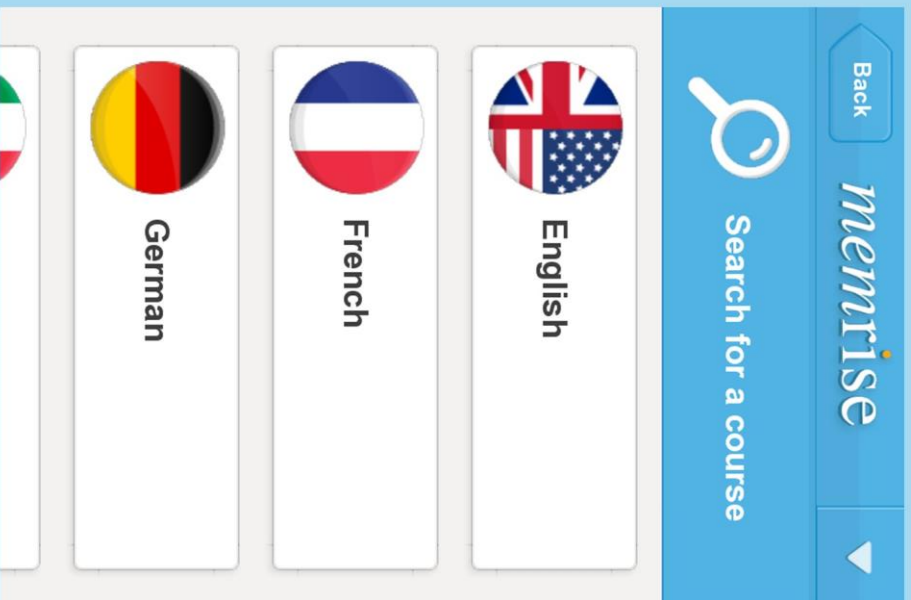 Back
memrise
Search for a course
English
French
German